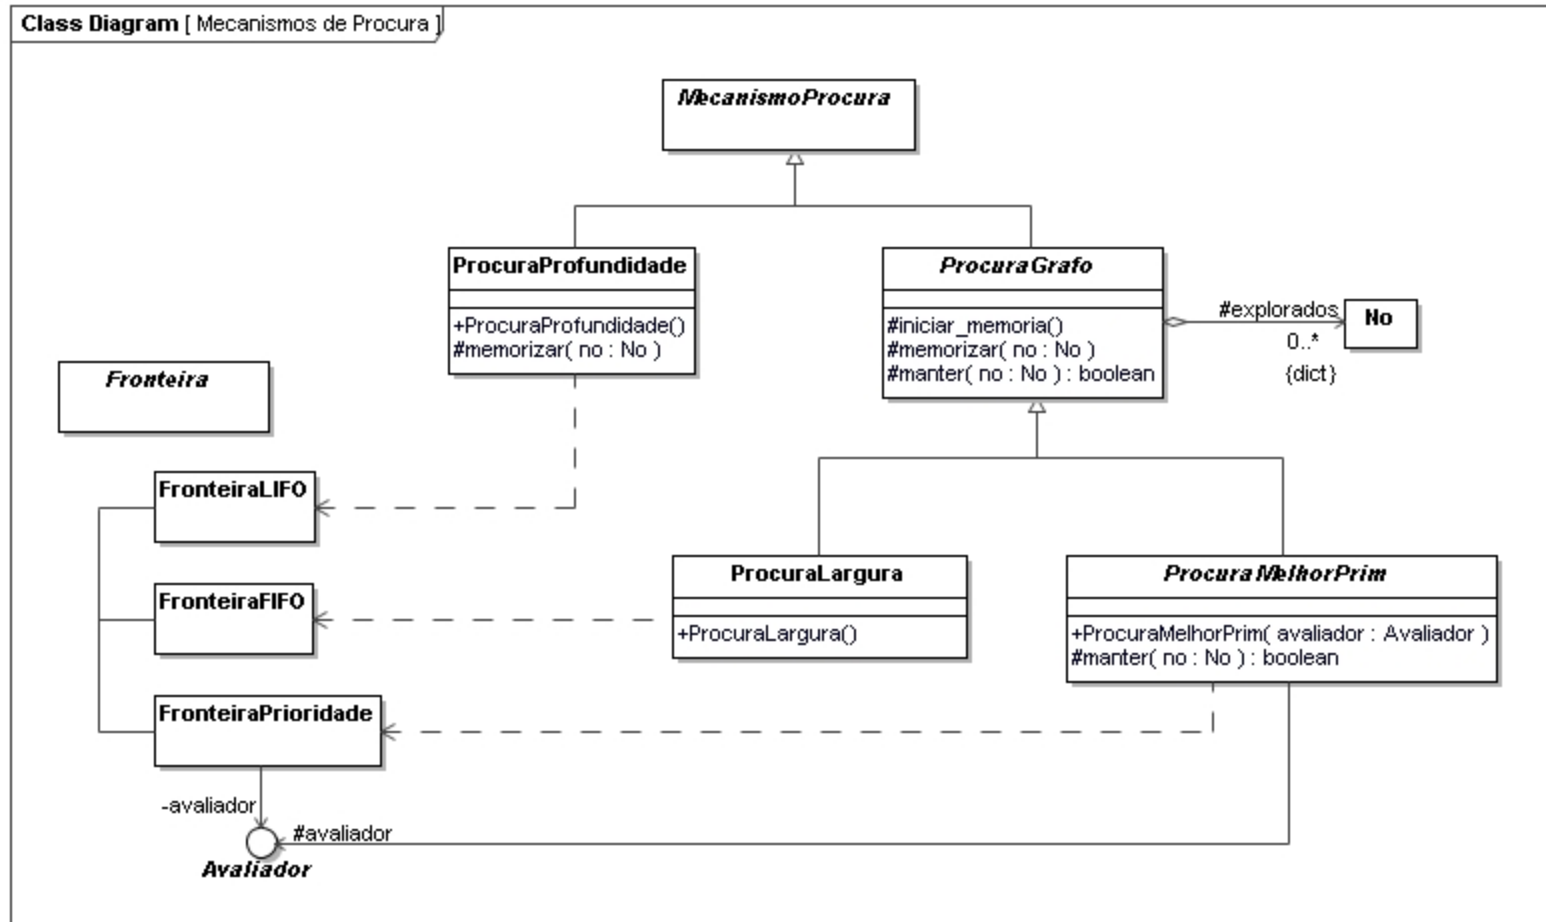 Class Diagram [ Mecanismos de Procura ]
MecanismoProcura
ProcuraProfundidade
+ProcuraProfundidade()
#memorizar( no : No )
ProcuraGrafo
#iniciar_memoria()
#memorizar( no : No )
#manter( no : No ) : boolean
#explorados
0..*
{dict}
No
Fronteira
FronteiraLIFO
FronteiraFIFO
FronteiraPrioridade
ProcuraLargura
+ProcuraLargura()
ProcuraMelhorPrim
+ProcuraMelhorPrim( avaliador : Avaliador )
#manter( no : No ) : boolean
-avaliador
#avaliador
Avaliador